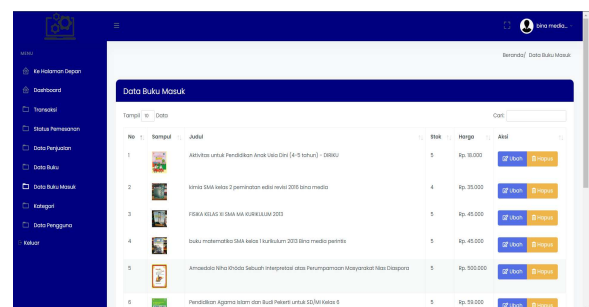 bina media...
MENU
Beranda/ Data Buku Masuk
Ke Halaman Depan
Dashboard
Transaksi
Status Pemesanan
Data Penjualan
Data Buku
Data Buku Masuk
Kategori
Data Pengguna
Keluar
Data Buku Masuk
Tampil 10 Data
Cari:
No Sampul Judul Stok Harga Aksi
1 Aktivitas untuk Pendidikan Anak Usia Dini (4-5 tahun) - DIRIKU 5 Rp. 18.000 Ubah Hapus
2 kimia SMA kelas 2 peminatan edisi revisi 2016 bina media 4 Rp. 35.000 Ubah Hapus
3 FISIKA KELAS XI SMA MA KURIKULUM 2013 5 Rp. 45.000 Ubah Hapus
4 buku matematika SMA kelas 1 kurikulum 2013 Bina media perintis 5 Rp. 45.000 Ubah Hapus
5 Amaedola Niha Khöda Sebuah Interpretasi atas Perumpamaan Masyarakat Nias Diaspora 5 Rp. 500.000 Ubah Hapus
6 Pendidikan Agama Islam dan Budi Pekerti untuk SD/MI Kelas 6 5 Rp. 59.000 Ubah Hapus